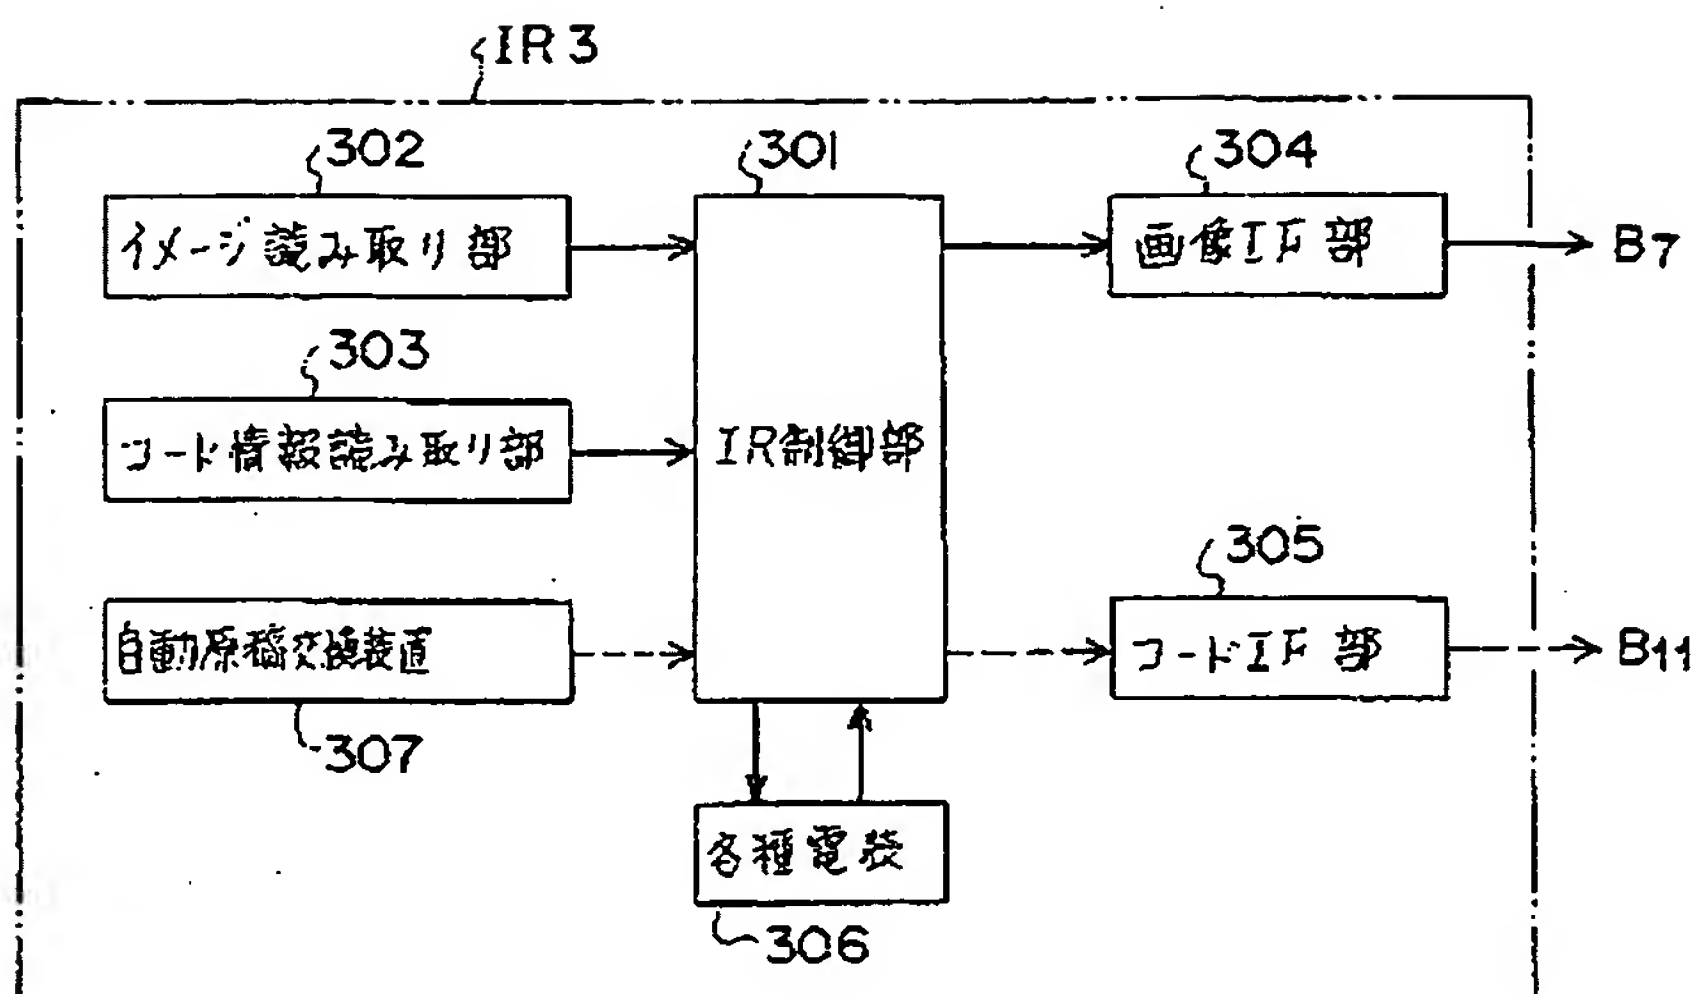 IR3
302
301
304
イメージ読み取り部
画像IF部
B7
303
コード情報読み取り部
IR制御部
305
自動原稿交換装置
コードIF部
B11
307
各種電装
306